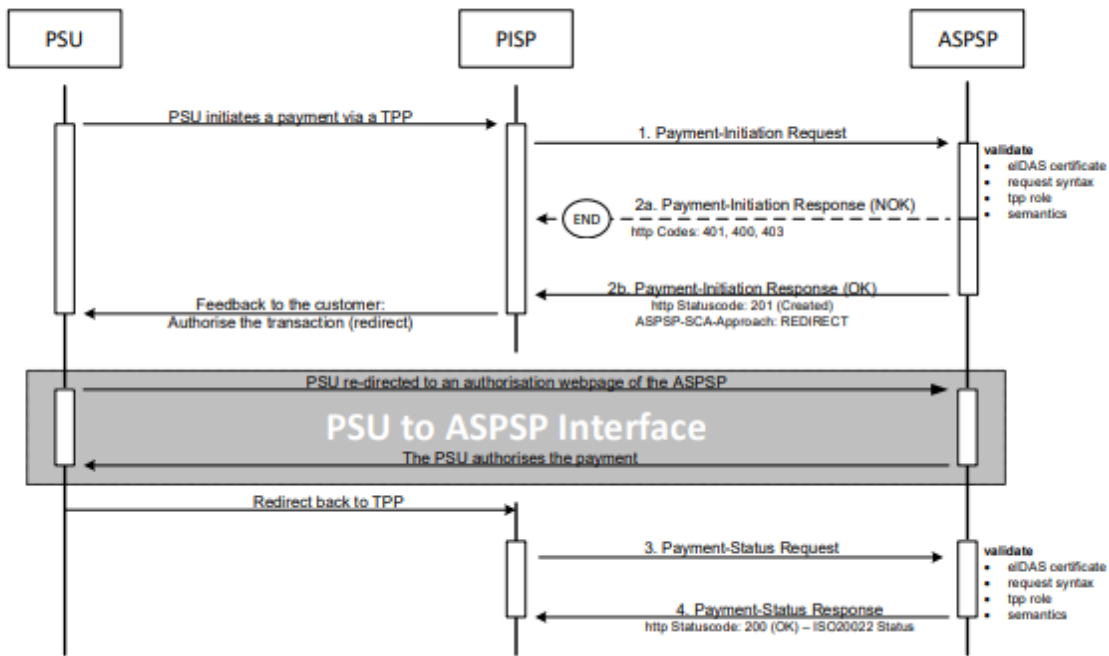 PSU
PISP
ASPSP
PSU initiates a payment via a TPP
1. Payment-Initiation Request
validate
• eIDAS certificate
• request syntax
• tpp role
• semantics
END
2a. Payment-Initiation Response (NOK)
http Codes: 401, 400, 403
2b. Payment-Initiation Response (OK)
http Statuscode: 201 (Created)
ASPSP-SCA-Approach: REDIRECT
Feedback to the customer:
Authorise the transaction (redirect)
PSU re-directed to an authorisation webpage of the ASPSP
PSU to ASPSP Interface
The PSU authorises the payment
Redirect back to TPP
3. Payment-Status Request
validate
• eIDAS certificate
• request syntax
• tpp role
• semantics
4. Payment-Status Response
http Statuscode: 200 (OK) – ISO20022 Status